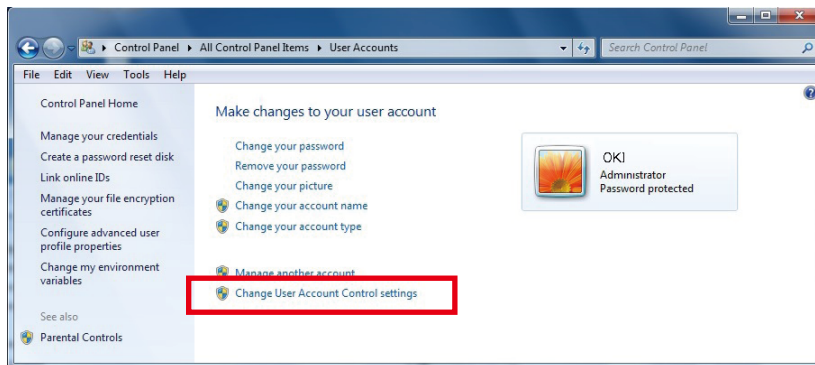 Control Panel ▸ All Control Panel Items ▸ User Accounts
Search Control Panel
File Edit View Tools Help
Control Panel Home
Manage your credentials
Create a password reset disk
Link online IDs
Manage your file encryption
certificates
Configure advanced user
profile properties
Change my environment
variables
See also
Parental Controls
Make changes to your user account
Change your password
Remove your password
Change your picture
Change your account name
Change your account type
Manage another account
Change User Account Control settings
OKI
Administrator
Password protected